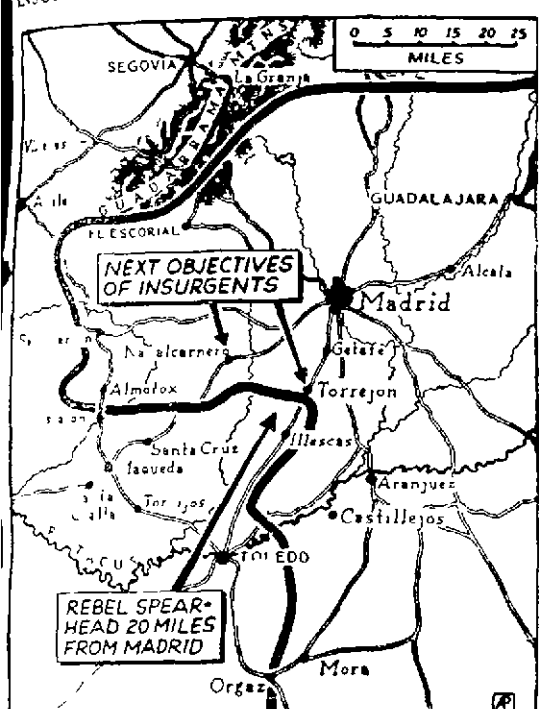 0 5 10 15 20 25
MILES
SEGOVIA
La Granja
MTNS
GUADARRAMA
GUADALAJARA
EL ESCORIAL
Alcala
NEXT OBJECTIVES
OF INSURGENTS
Madrid
Getafe
Torrejon
Almorox
Illescas
Santa Cruz
Aranjuez
Castillejos
TOLEDO
REBEL SPEAR-
HEAD 20 MILES
FROM MADRID
Mora
Orgaz
AP